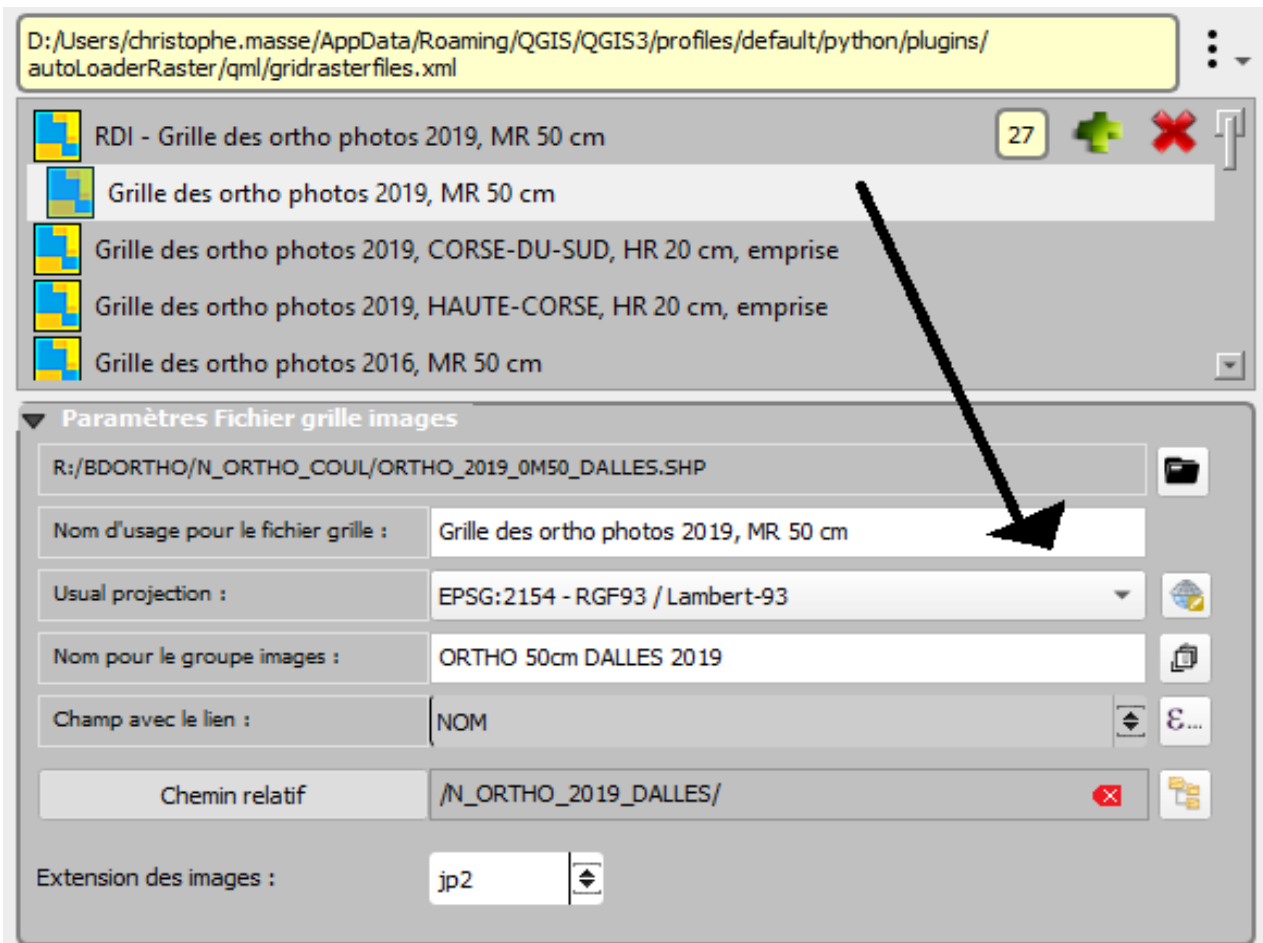 D:/Users/christophe.masse/AppData/Roaming/QGIS/QGIS3/profiles/default/python/plugins/
autoLoaderRaster/qml/gridrasterfiles.xml
RDI - Grille des ortho photos 2019, MR 50 cm 27
Grille des ortho photos 2019, MR 50 cm
Grille des ortho photos 2019, CORSE-DU-SUD, HR 20 cm, emprise
Grille des ortho photos 2019, HAUTE-CORSE, HR 20 cm, emprise
Grille des ortho photos 2016, MR 50 cm
Paramètres Fichier grille images
R:/BDORTHO/N_ORTHO_COUL/ORTHO_2019_0M50_DALLES.SHP
Nom d'usage pour le fichier grille : Grille des ortho photos 2019, MR 50 cm
Usual projection : EPSG:2154 - RGF93 / Lambert-93
Nom pour le groupe images : ORTHO 50cm DALLES 2019
Champ avec le lien : NOM ε...
Chemin relatif /N_ORTHO_2019_DALLES/
Extension des images : jp2